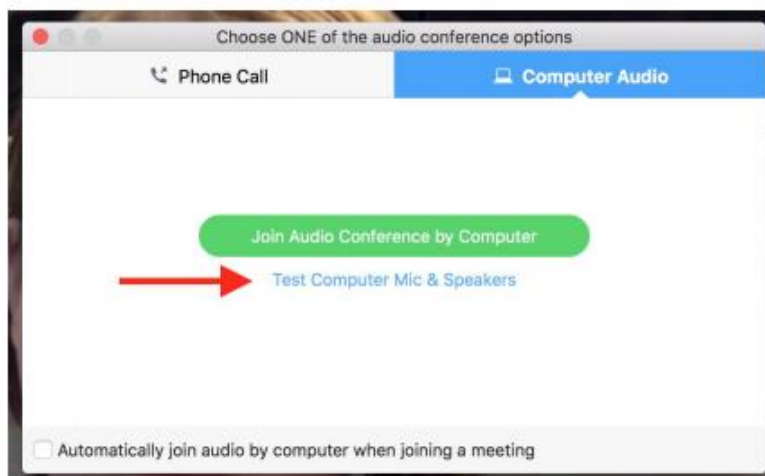 Choose ONE of the audio conference options
Phone Call
Computer Audio
Join Audio Conference by Computer
Test Computer Mic & Speakers
Automatically join audio by computer when joining a meeting